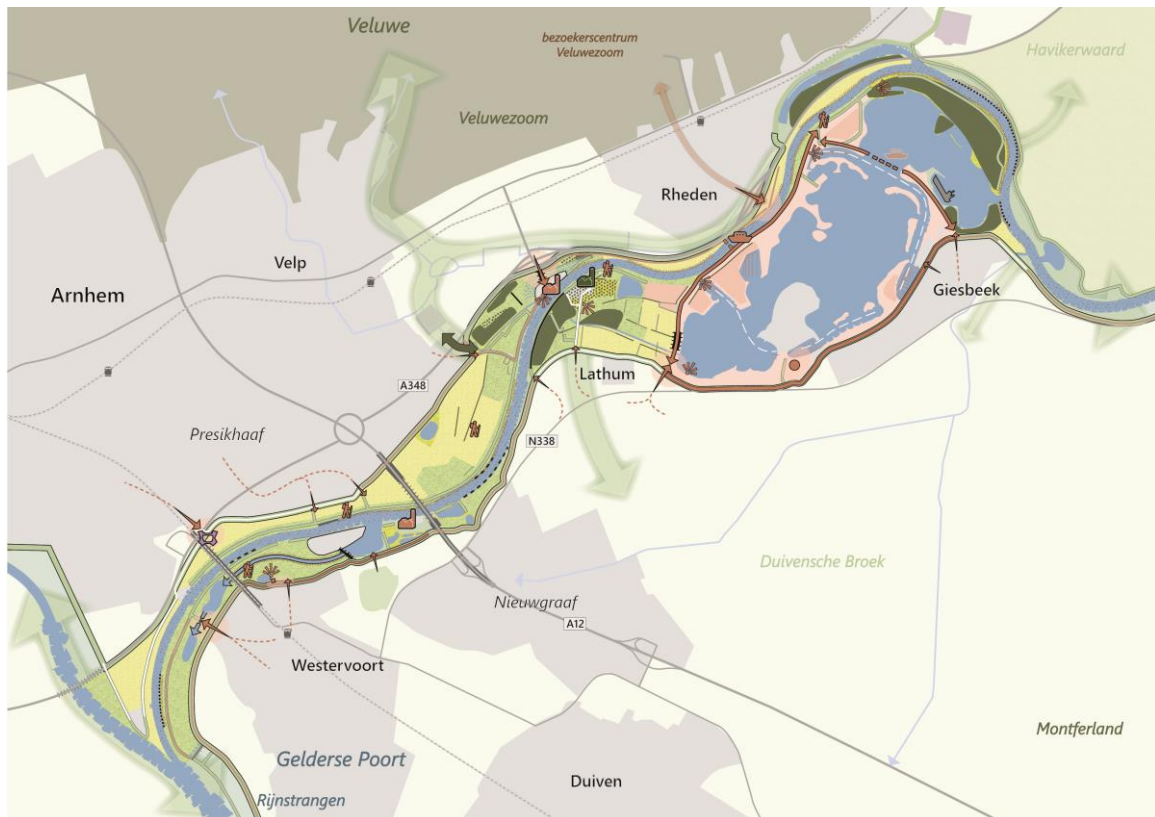 Veluwe
bezoekerscentrum
Veluwezoom
Havikerwaard
Veluwezoom
Rheden
Velp
Arnhem
Giesbeek
Lathum
A348
Presikhaaf
N338
Duivensche Broek
Nieuwgraaf
A12
Westervoort
Montferland
Gelderse Poort
Duiven
Rijnstrangen